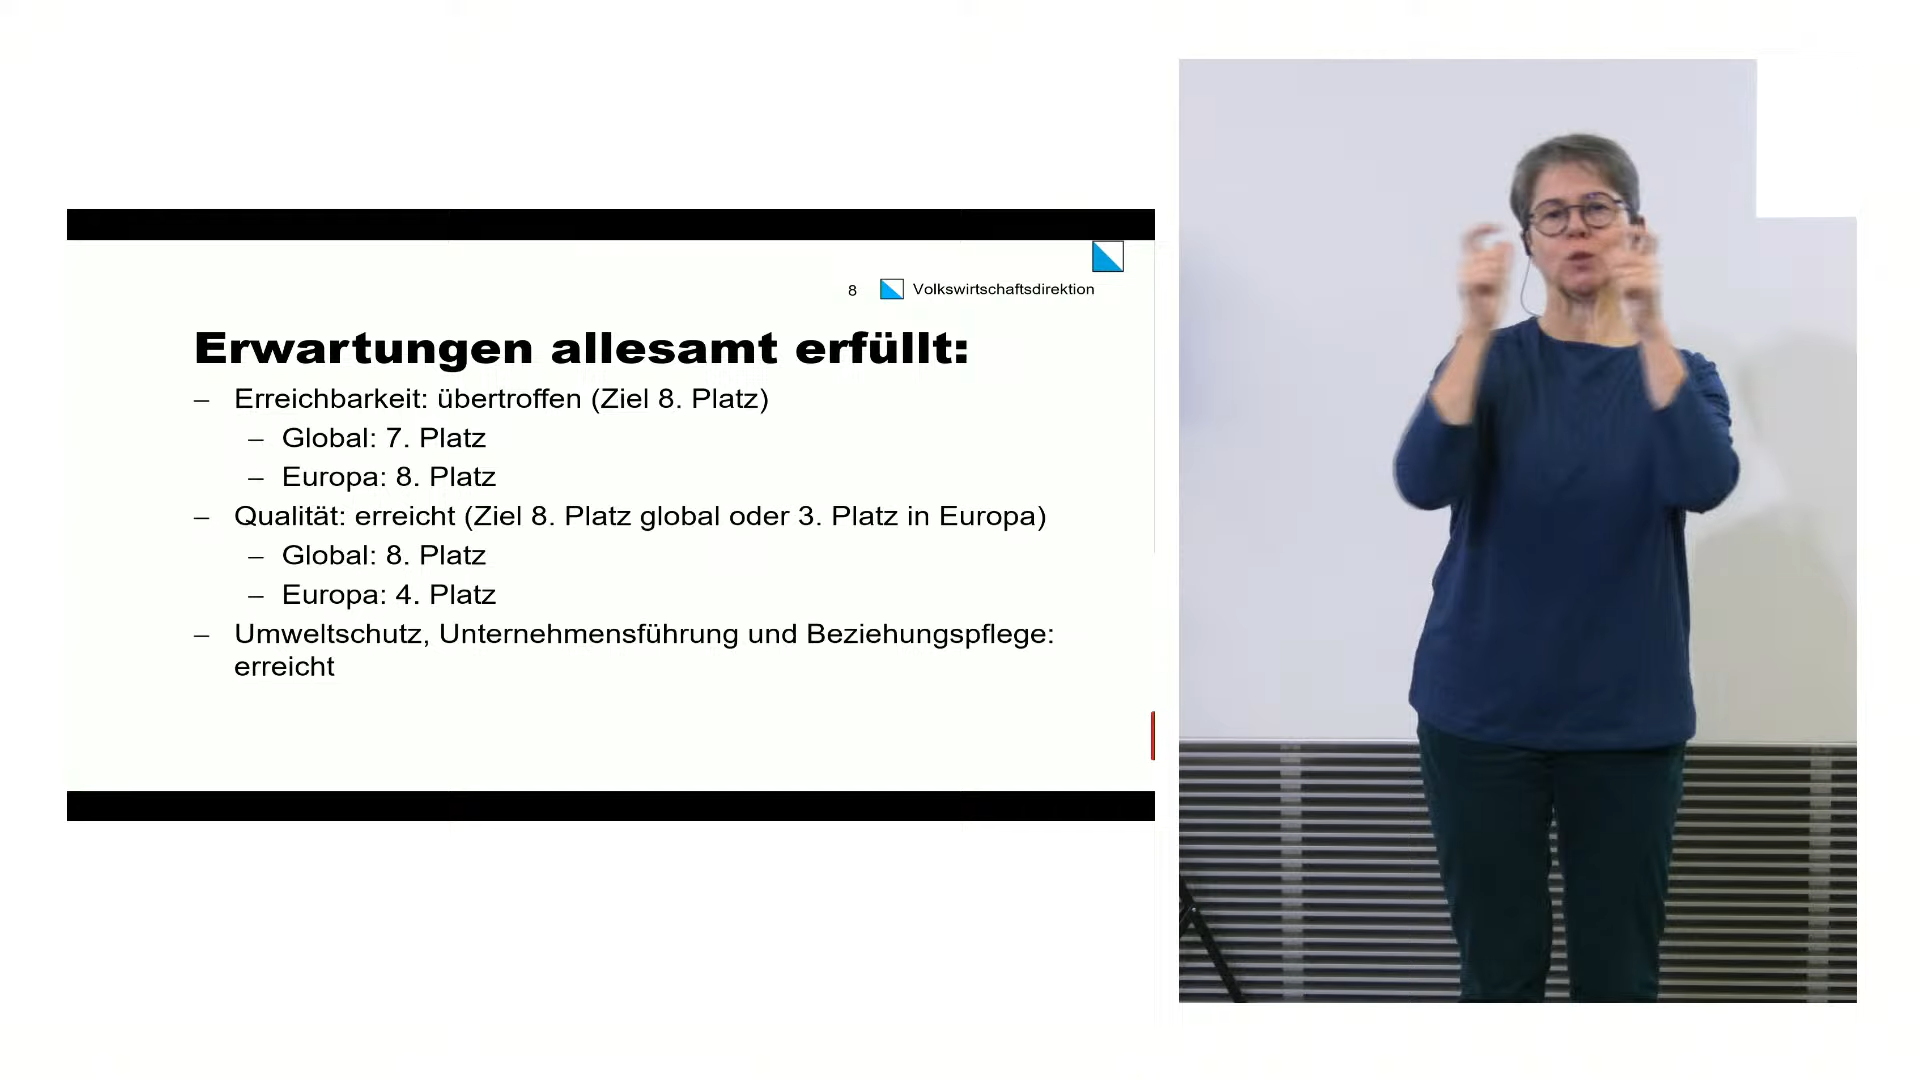 8 Volkswirtschaftsdirektion
Erwartungen allesamt erfüllt:
– Erreichbarkeit: übertroffen (Ziel 8. Platz)
– Global: 7. Platz
– Europa: 8. Platz
– Qualität: erreicht (Ziel 8. Platz global oder 3. Platz in Europa)
– Global: 8. Platz
– Europa: 4. Platz
– Umweltschutz, Unternehmensführung und Beziehungspflege:
erreicht